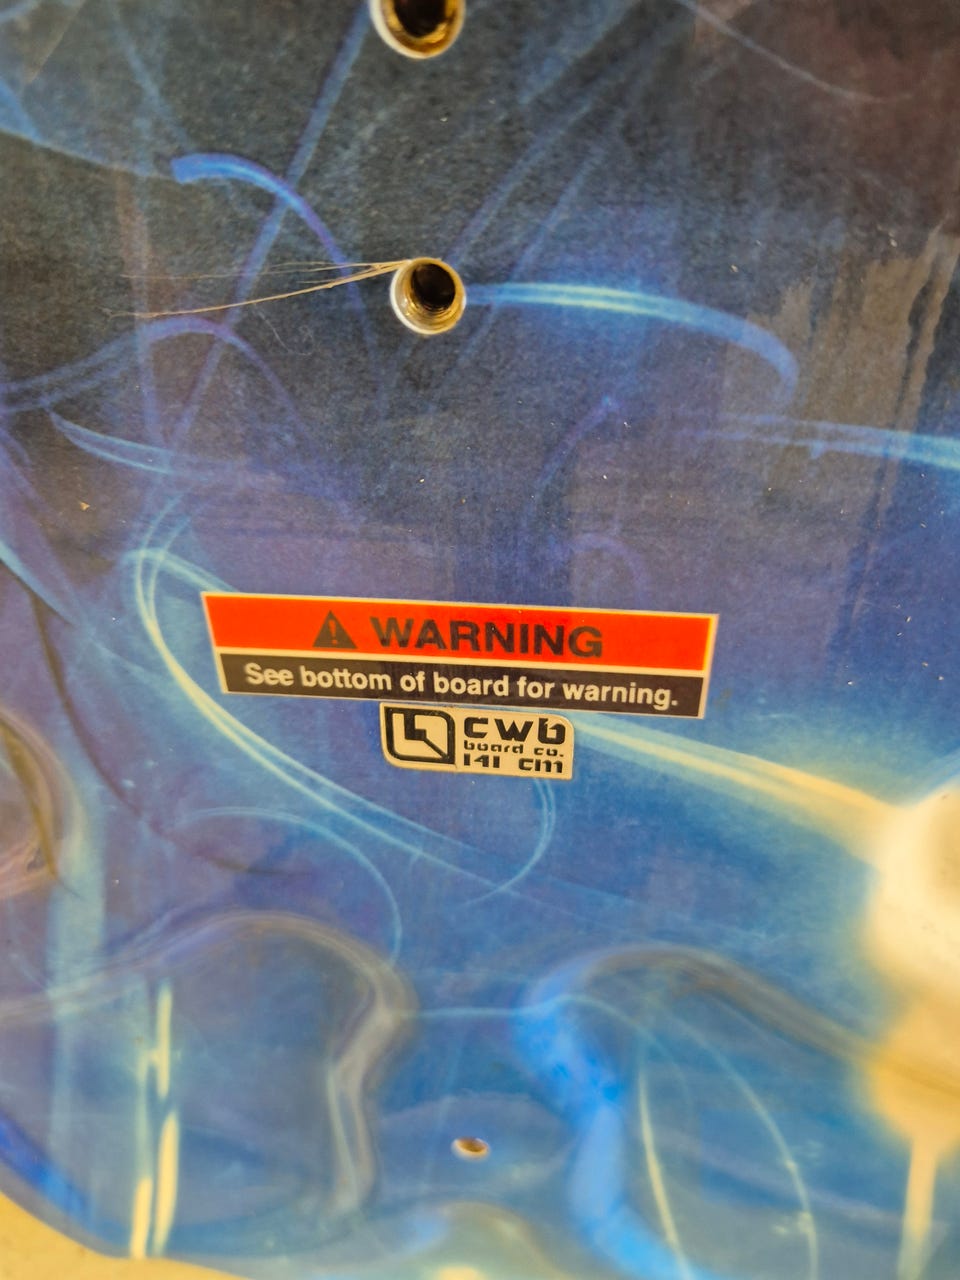 WARNING
See bottom of board for warning.
cwb
board co.
141 cm